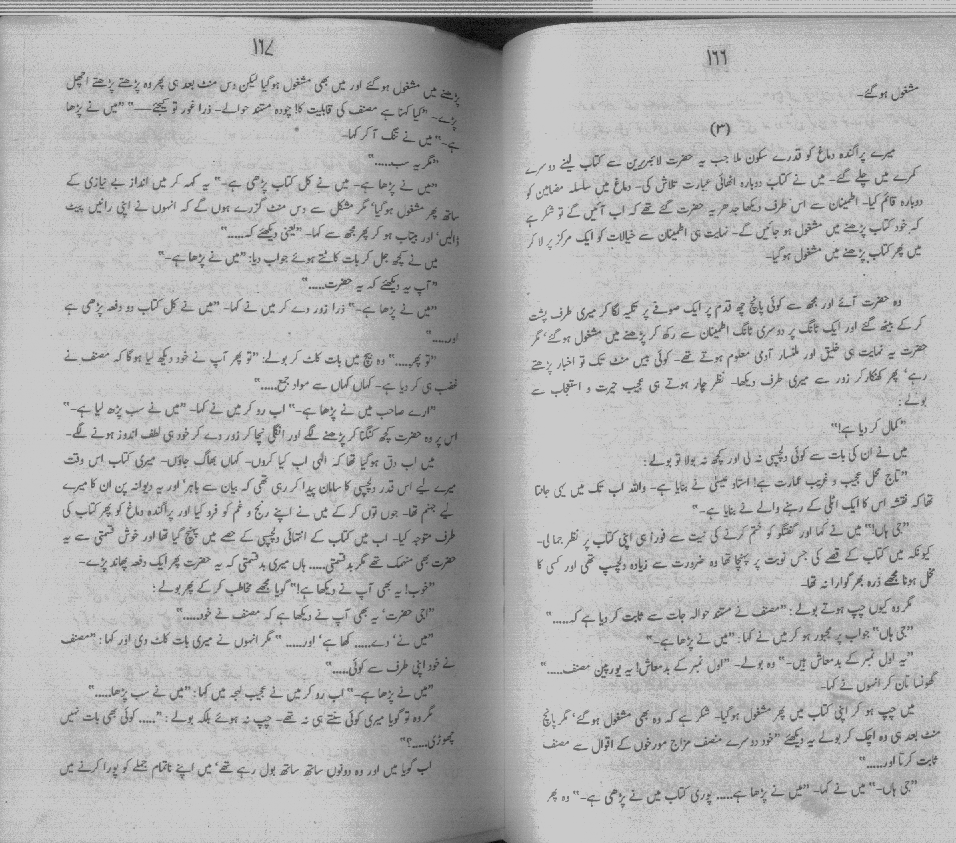 ۱۶۶
مشغول ہو گئے۔
(۳)
میرے پراگندہ دماغ کو قدرے سکون ملا جب یہ حضرت لائبریرین سے کتاب لینے دوسرے
کمرے میں چلے گئے۔ میں نے کتاب دوبارہ اٹھائی عبارت تلاش کی۔ دماغ میں سلسلہ مضامین کو
دوبارہ قائم کیا۔ اطمینان سے اس طرف دیکھا جدھر یہ حضرت گئے تھے کہ اب آئیں گے تو شکر ہے
کہ خود کتاب پڑھنے میں مشغول ہو جائیں گے۔ نہایت ہی اطمینان سے خیالات کو ایک مرکز پر لا کر
میں پھر کتاب پڑھنے میں مشغول ہو گیا۔
وہ حضرت آئے اور مجھ سے کوئی پانچ چھ قدم پر ایک صوفے پر تکیہ لگا کر میری طرف پشت
کر کے بیٹھ گئے اور ایک ٹانگ پر دوسری ٹانگ اطمینان سے رکھ کر پڑھنے میں مشغول ہو گئے، مگر
حضرت یہ نہایت ہی خلیق اور ملنسار آدمی معلوم ہوتے تھے۔ کوئی بیس منٹ تک تو اخبار پڑھتے
رہے، پھر کھنکار کر زور سے میری طرف دیکھا۔ نظر چار ہوتے ہی عجیب حیرت و استعجاب سے
بولے:
"کمال کر دیا ہے!"
میں نے ان کی بات سے کوئی دلچسپی نہ لی اور کچھ نہ بولا تو بولے:
"تاج محل عجیب و غریب عمارت ہے! استاد عیسیٰ نے بنایا ہے۔ واللہ اب تک میں یہی جانتا
تھا کہ نقشہ اس کا ایک اٹلی کے رہنے والے نے بنایا ہے۔"
"جی ہاں!" میں نے کہا اور گفتگو کو ختم کرنے کی نیت سے فوراً ہی اپنی کتاب پر نظر جما لی۔
کیونکہ میں کتاب کے قصے کی جس نوبت پر پہنچا تھا وہ ضرورت سے زیادہ دلچسپ تھی اور کسی کا
مخل ہونا مجھے ذرہ بھر گوارا نہ تھا۔
مگر وہ کیوں چپ ہوتے بولے: "مصنف نے مستند حوالہ جات سے ثابت کر دیا ہے کہ....."
"جی ہاں" جواب پر مجبور ہو کر میں نے کہا: "میں نے پڑھا ہے۔"
"یہ اول نمبر کے بدمعاش ہیں۔" وہ بولے۔ "اول نمبر کے بدمعاش! یہ یورپین مصنف....."
گھونسا تان کر انہوں نے کہا۔
میں چپ ہو کر اپنی کتاب میں پھر مشغول ہو گیا۔ شکر ہے کہ وہ بھی مشغول ہو گئے، مگر پانچ
منٹ بعد ہی وہ اچک کر بولے یہ دیکھئے "خود دوسرے منصف مزاج مورخوں کے اقوال سے مصنف
ثابت کرتا اور....."
"جی ہاں۔" میں نے کہا۔ "میں نے پڑھا ہے..... پوری کتاب میں نے پڑھی ہے۔" وہ پھر
۱۶۷
پڑھنے میں مشغول ہو گئے اور میں بھی مشغول ہو گیا لیکن دس منٹ بعد ہی پھر وہ پڑھتے پڑھتے اچھل
پڑے۔ "کیا کہنا ہے مصنف کی قابلیت کا! چودہ مستند حوالے۔ ذرا غور تو کیجئے——" "میں نے پڑھا
ہے۔" میں نے تنگ آ کر کہا۔
"مگر یہ سب....."
"میں نے پڑھا ہے۔ میں نے کل کتاب پڑھی ہے۔" یہ کہہ کر میں انداز بے نیازی کے
ساتھ پھر مشغول ہو گیا، مگر مشکل سے دس منٹ گزرے ہوں گے کہ انہوں نے اپنی رانیں پیٹ
ڈالیں، اور بیتاب ہو کر پھر مجھ سے کہا۔ "یعنی دیکھئے کہ....."
میں نے کچھ جل کر بات کاٹتے ہوئے جواب دیا: "میں نے پڑھا ہے۔"
"آپ یہ دیکھئے کہ یہ حضرت....."
"میں نے پڑھا ہے۔" ذرا زور دے کر میں نے کہا۔ "میں نے کل کتاب دو دفعہ پڑھی ہے
اور....."
"تو پھر....." وہ بیچ میں بات کاٹ کر بولے: "تو پھر آپ نے خود دیکھ لیا ہوگا کہ مصنف نے
غضب ہی کر دیا ہے۔ کہاں کہاں سے مواد جمع....."
"ارے صاحب میں نے پڑھا ہے۔" اب رو کر میں نے کہا۔ "میں نے سب پڑھ لیا ہے۔"
اس پر وہ حضرت کچھ گنگنا کر پڑھنے لگے اور انگلی نچا کر زور دے کر خود ہی لطف اندوز ہونے لگے۔
میں اب دق ہو گیا تھا کہ الٰہی اب کیا کروں۔ کہاں بھاگ جاؤں۔ میری کتاب اس وقت
میرے لیے اس قدر دلچسپی کا سامان پیدا کر رہی تھی کہ بیان سے باہر، اور یہ دیوانہ پن ان کا میرے
لیے جہنم تھا۔ جوں توں کر کے میں نے اپنے رنج و غم کو فرو کیا اور پراگندہ دماغ کو پھر کتاب کی
طرف متوجہ کیا۔ اب میں کتاب کے انتہائی دلچسپی کے حصے میں پہنچ گیا تھا اور خوش قسمتی سے یہ
حضرت بھی منہمک تھے مگر بدقسمتی..... ہاں میری بدقسمتی کہ یہ حضرت پھر ایک دفعہ پھاند پڑے۔
"خوب! یہ بھی آپ نے دیکھا ہے!" گویا مجھے مخاطب کر کے پھر بولے:
"اجی حضرت، یہ بھی آپ نے دیکھا ہے کہ مصنف نے خود....."
"میں نے، دے..... کھا ہے، اور....." مگر انہوں نے میری بات کاٹ دی اور کہا: "مصنف
نے خود اپنی طرف سے کوئی....."
"میں نے پڑھا ہے۔" اب رو کر میں نے عجیب لہجہ میں کہا: "میں نے سب پڑھا....."
مگر وہ تو گویا میری کوئی سنتے ہی نہ تھے۔ چپ نہ ہوئے بلکہ بولے: "..... کوئی بھی بات نہیں
چھوڑی.....؟"
اب گویا میں اور وہ دونوں ساتھ ساتھ بول رہے تھے، میں اپنے ناتمام جملے کو پورا کرنے میں